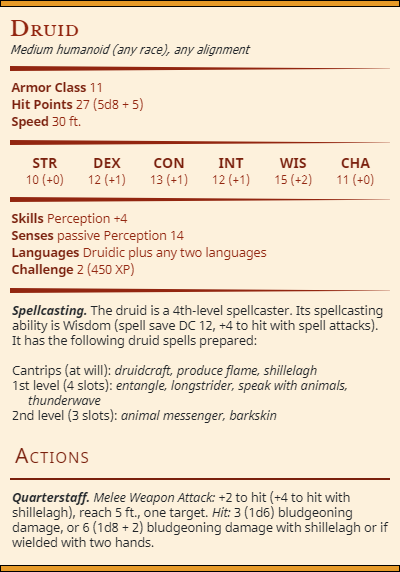 Druid
Medium humanoid (any race), any alignment
Armor Class 11
Hit Points 27 (5d8 + 5)
Speed 30 ft.
STR DEX CON INT WIS CHA
10 (+0) 12 (+1) 13 (+1) 12 (+1) 15 (+2) 11 (+0)
Skills Perception +4
Senses passive Perception 14
Languages Druidic plus any two languages
Challenge 2 (450 XP)
Spellcasting. The druid is a 4th-level spellcaster. Its spellcasting
ability is Wisdom (spell save DC 12, +4 to hit with spell attacks).
It has the following druid spells prepared:
Cantrips (at will): druidcraft, produce flame, shillelagh
1st level (4 slots): entangle, longstrider, speak with animals,
thunderwave
2nd level (3 slots): animal messenger, barkskin
Actions
Quarterstaff. Melee Weapon Attack: +2 to hit (+4 to hit with
shillelagh), reach 5 ft., one target. Hit: 3 (1d6) bludgeoning
damage, or 6 (1d8 + 2) bludgeoning damage with shillelagh or if
wielded with two hands.